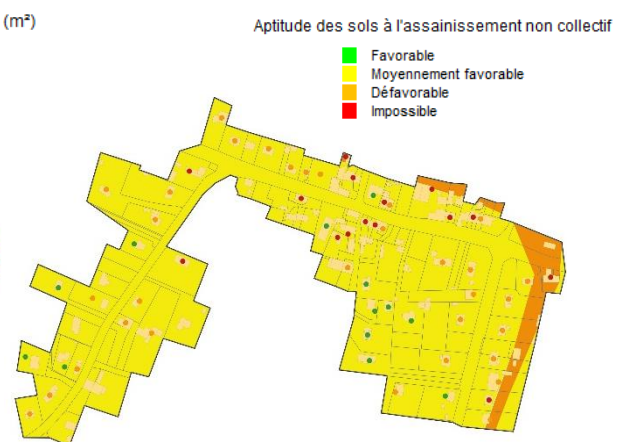 (m²)
Aptitude des sols à l'assainissement non collectif
Favorable
Moyennement favorable
Défavorable
Impossible